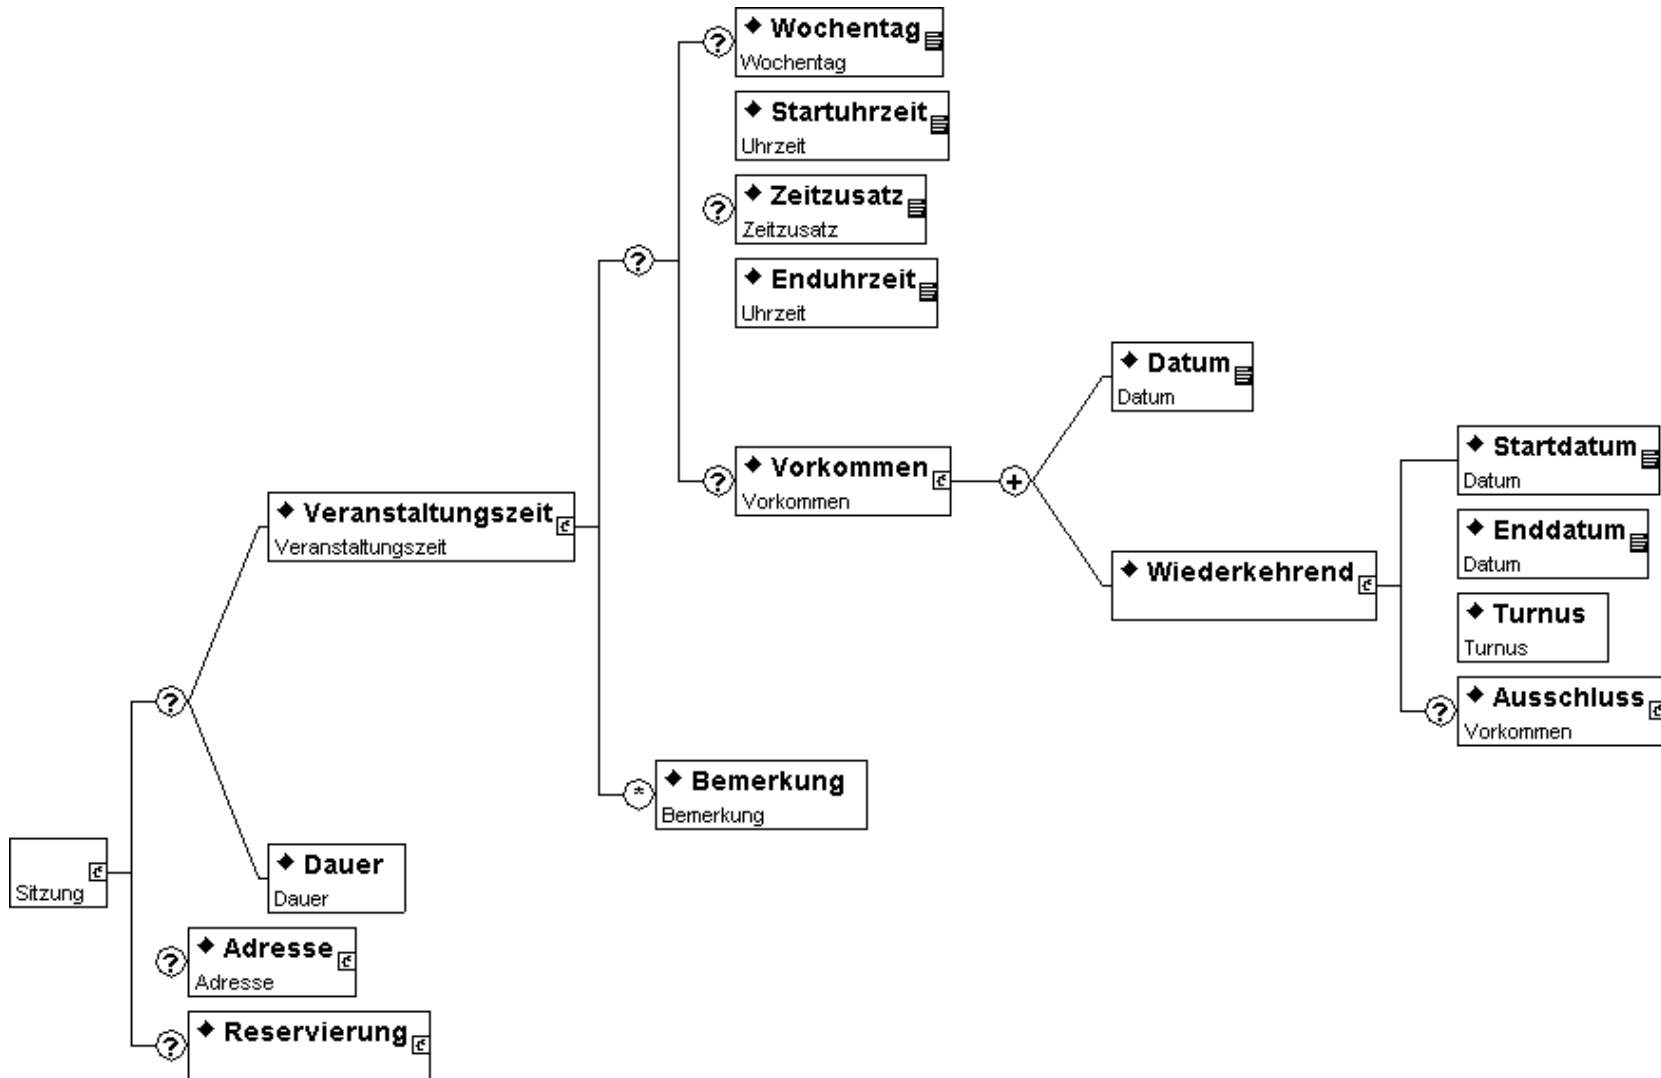 Wochentag
Wochentag
Startuhrzeit
Uhrzeit
Zeitzusatz
Zeitzusatz
Enduhrzeit
Uhrzeit
Datum
Datum
Vorkommen
Vorkommen
Startdatum
Datum
Enddatum
Datum
Wiederkehrend
Turnus
Turnus
Ausschluss
Vorkommen
Veranstaltungszeit
Veranstaltungszeit
Bemerkung
Bemerkung
Sitzung
Dauer
Dauer
Adresse
Adresse
Reservierung